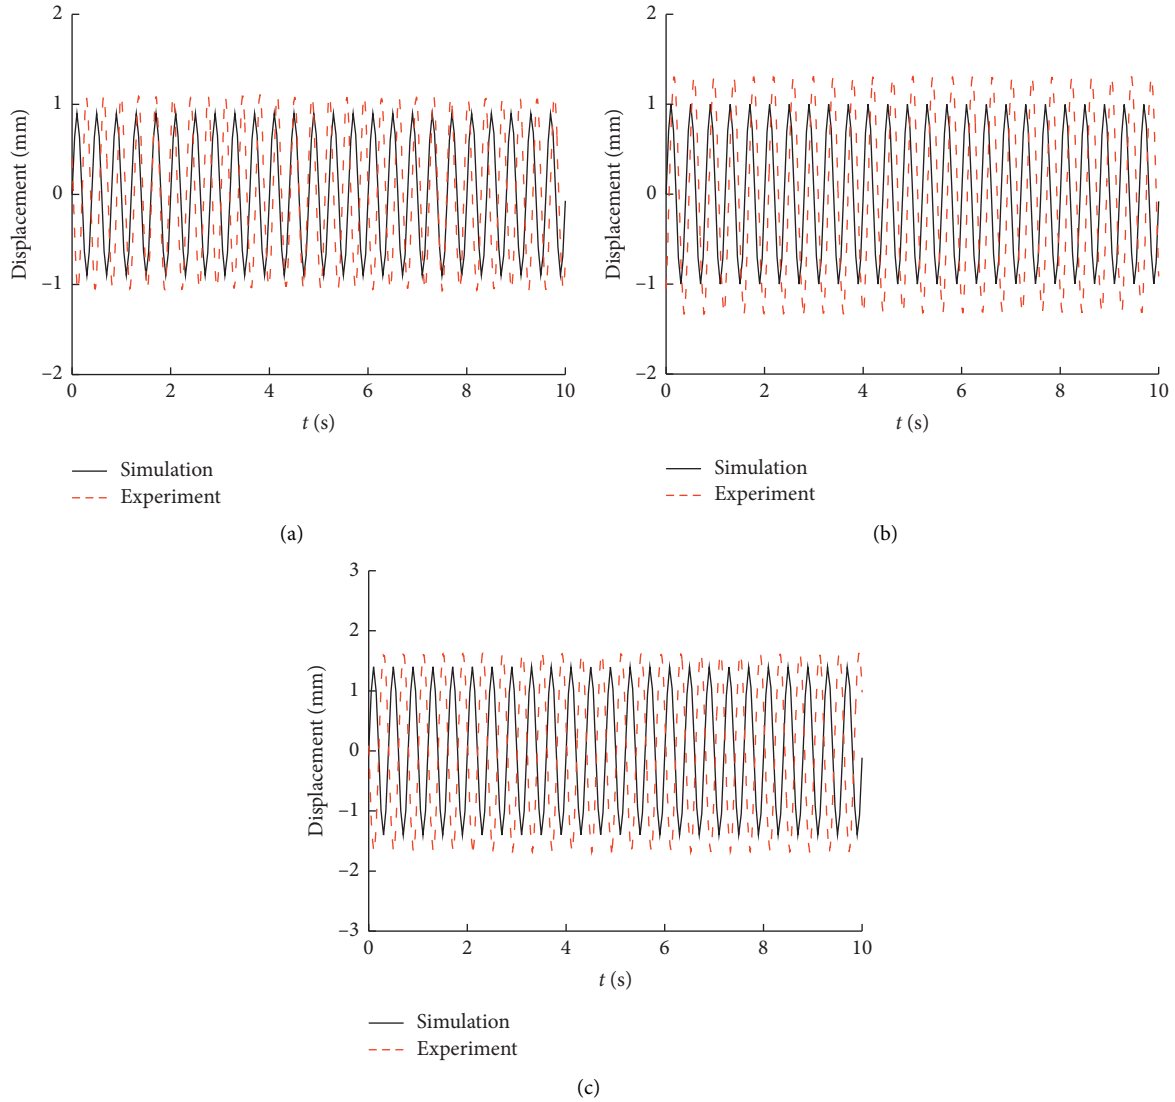 2
1
0
−1
−2
Displacement (mm)
0 2 4 6 8 10
t (s)
Simulation
Experiment
(a)
2
1
0
−1
−2
Displacement (mm)
0 2 4 6 8 10
t (s)
Simulation
Experiment
(b)
3
2
1
0
−1
−2
−3
Displacement (mm)
0 2 4 6 8 10
t (s)
Simulation
Experiment
(c)